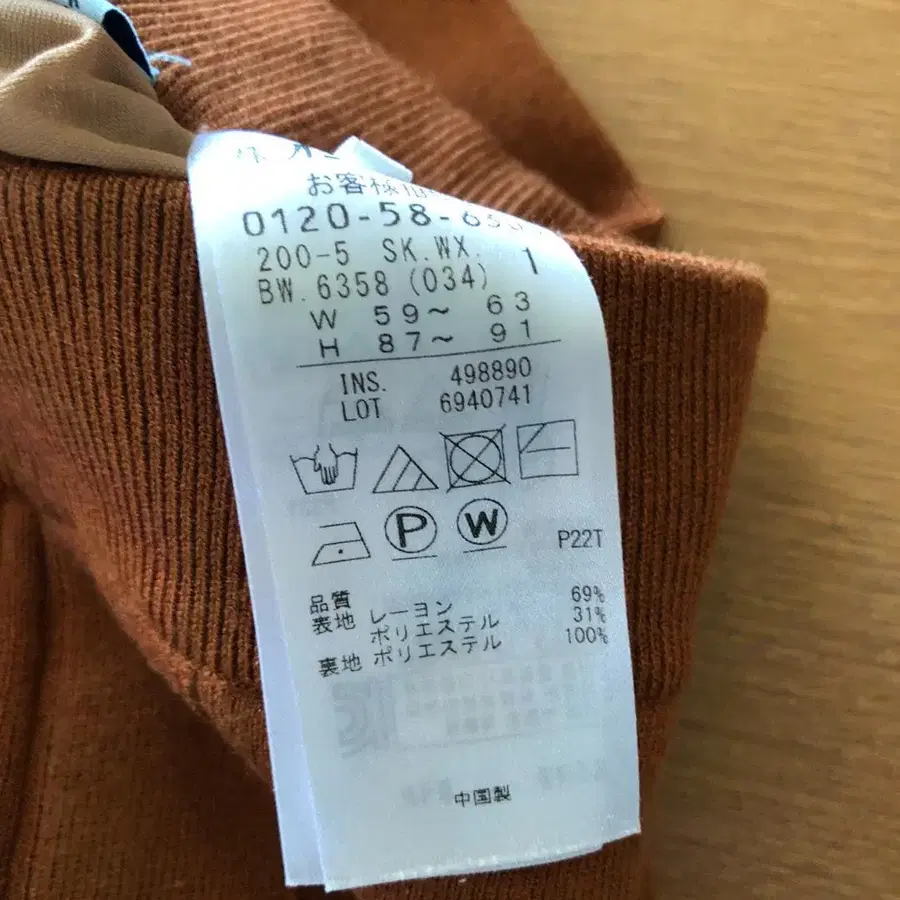 お客様
0120-58-
200-5 SK.WX. 1
BW.6358 (034)
W 59~ 63
H 87~ 91
INS. 498890
LOT 6940741
P
W
P22T
品質
表地 レーヨン 69%
ポリエステル 31%
裏地 ポリエステル 100%
中国製